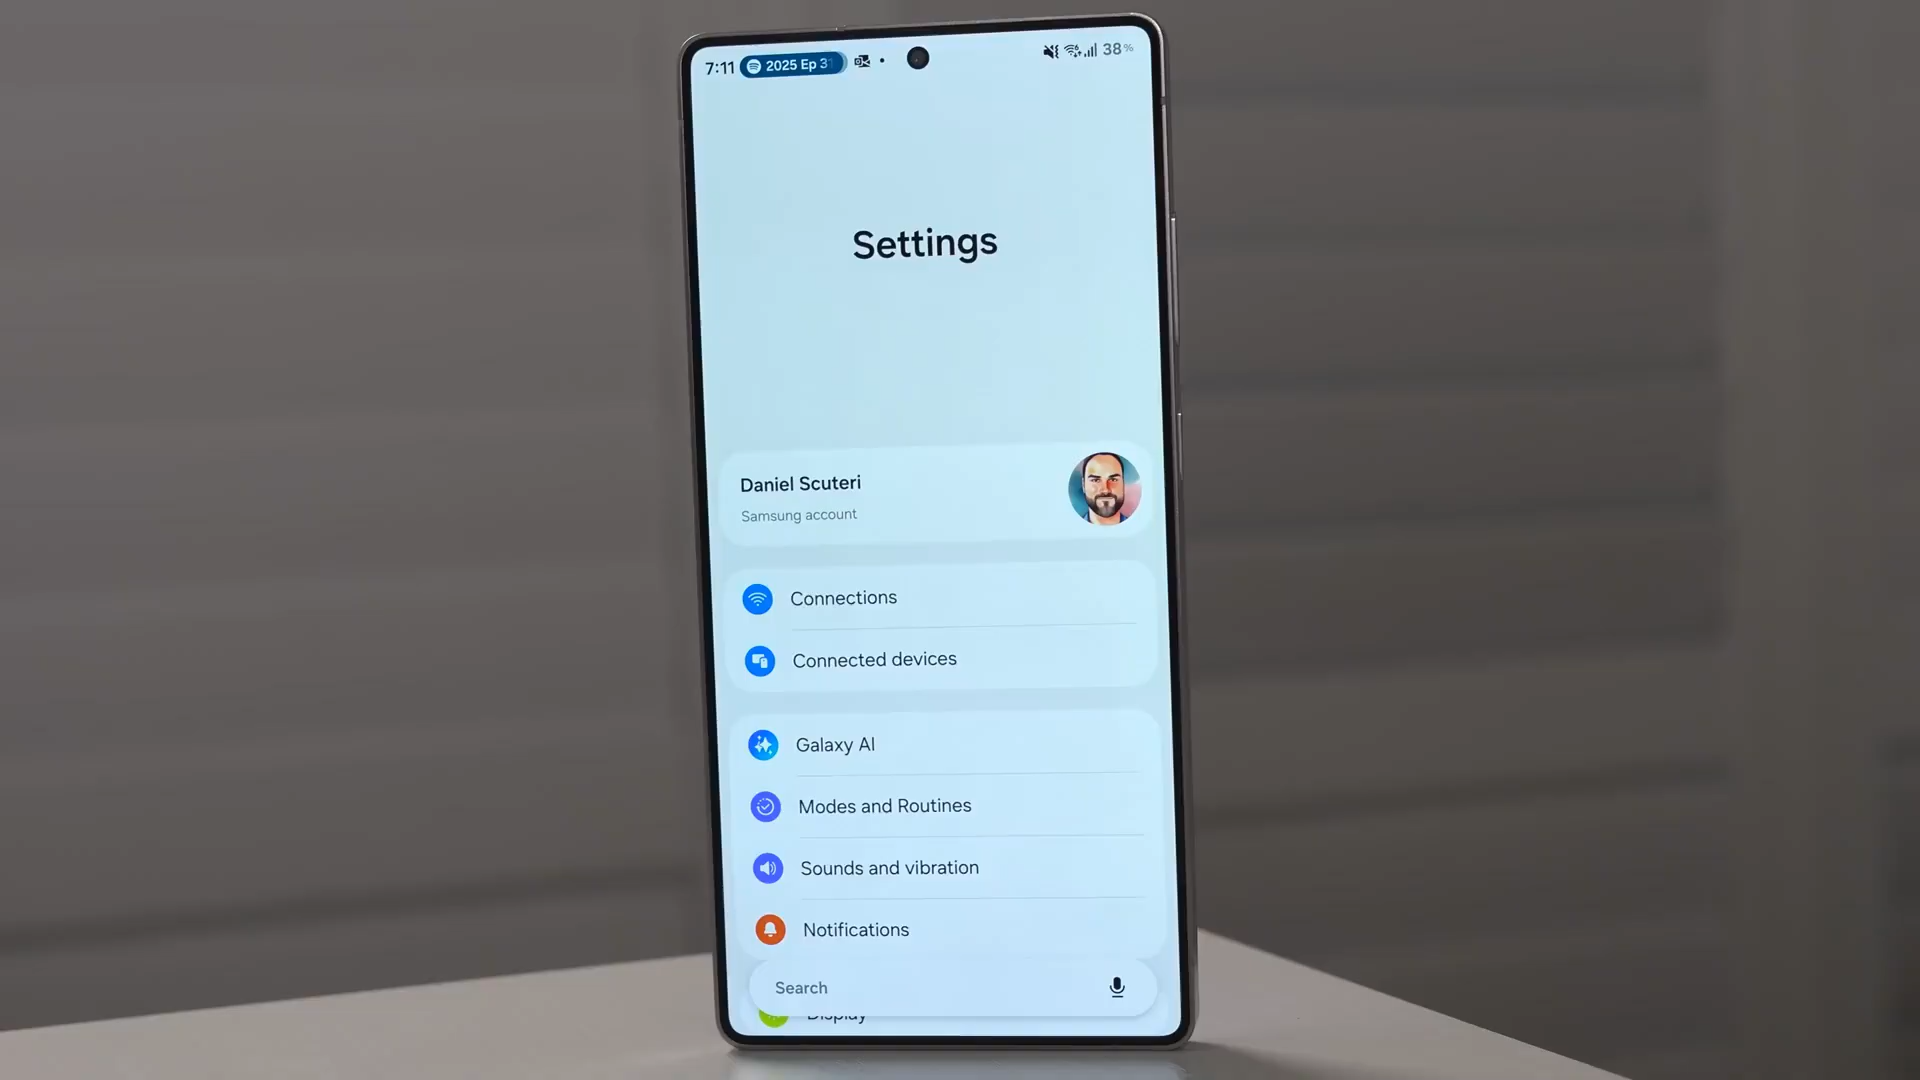 7:11 2025 Ep 31 38%
Settings
Daniel Scuteri
Samsung account
Connections
Connected devices
Galaxy AI
Modes and Routines
Sounds and vibration
Notifications
Search
Display